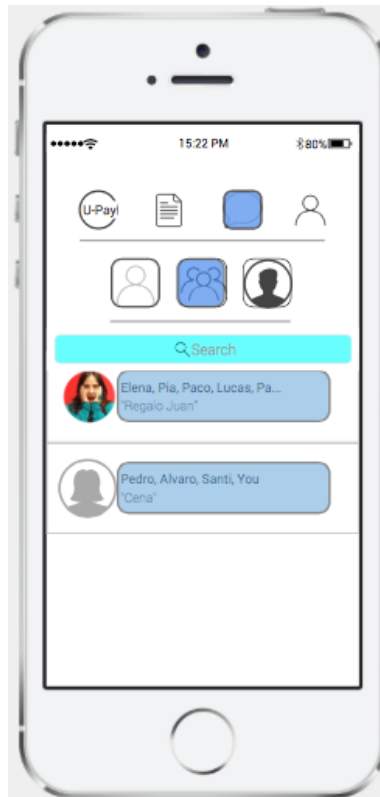 15:22 PM
80%
U-Pay!
Search
Elena, Pia, Paco, Lucas, Pa...
"Regalo Juan"
Pedro, Alvaro, Santi, You
"Cena"